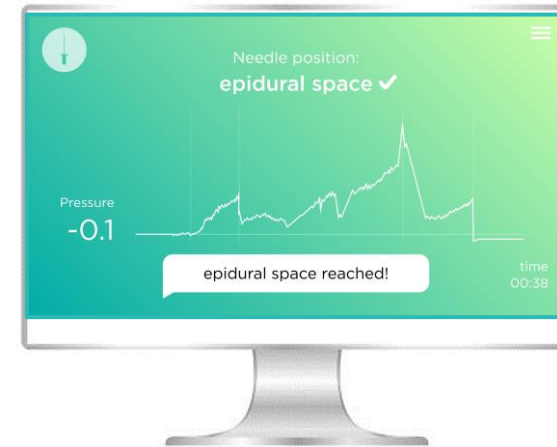 Needle position:
epidural space ✔
Pressure
-0.1
epidural space reached!
time
00:38